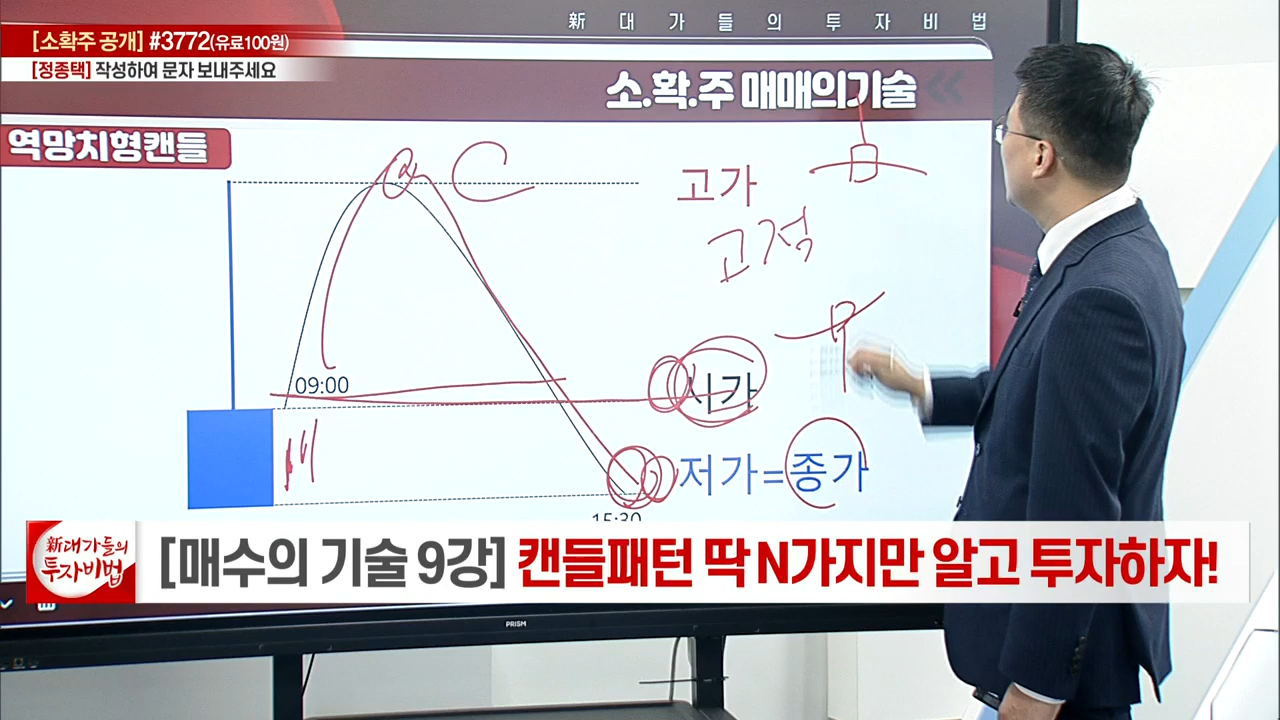 新 대 가 들 의 투 자 비 법
[소확주 공개] #3772(유료100원)
[정종택] 작성하여 문자 보내주세요
소.확.주 매매의기술
역망치형캔들
고가
고점
09:00
시가
저가=종가
15:30
新대가들의
투자비법
[매수의 기술 9강] 캔들패턴 딱 N가지만 알고 투자하자!
PRISM